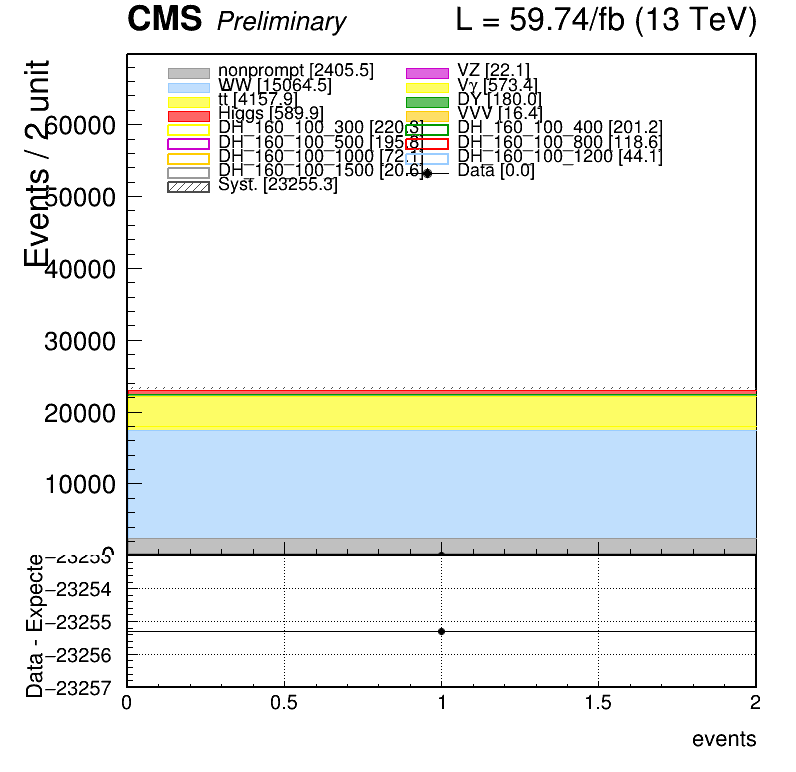 CMS Preliminary L = 59.74/fb (13 TeV)
Events / 2 unit
nonprompt [2405.5] VZ [22.1]
WW [15064.5] Vγ [573.4]
tt [4157.9] DY [180.0]
Higgs [589.9] VVV [16.4]
DH_160_100_300 [220.3] DH_160_100_400 [201.2]
DH_160_100_500 [195.8] DH_160_100_800 [118.6]
DH_160_100_1000 [72.1] DH_160_100_1200 [44.1]
DH_160_100_1500 [20.6] Data [0.0]
Syst. [23255.3]
60000
50000
40000
30000
20000
10000
0
Data - Expecte
−23253
−23254
−23255
−23256
−23257
0 0.5 1 1.5 2
events